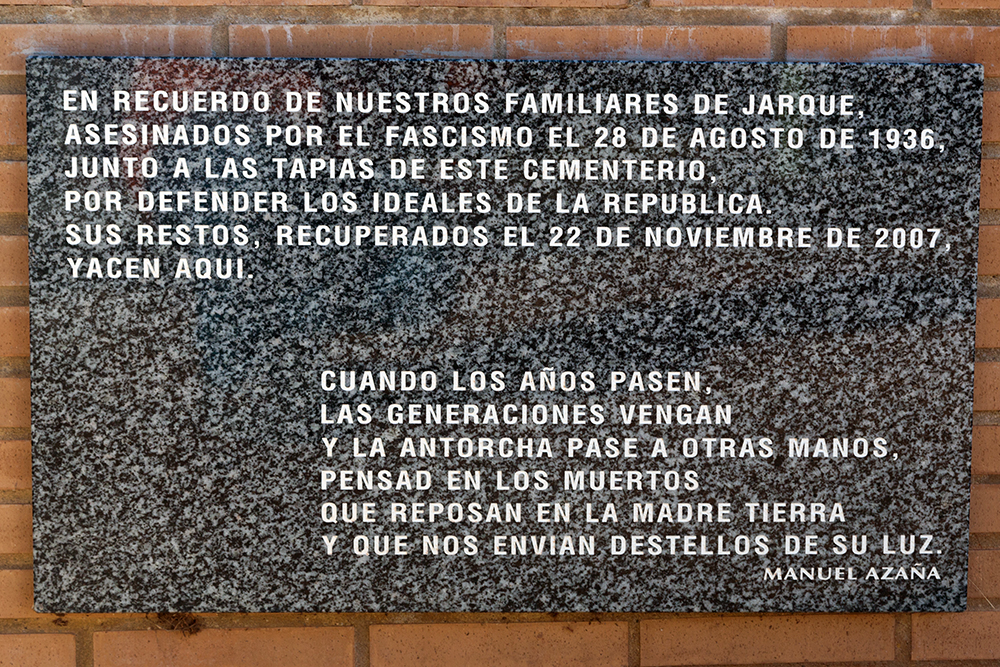 EN RECUERDO DE NUESTROS FAMILIARES DE JARQUE,
ASESINADOS POR EL FASCISMO EL 28 DE AGOSTO DE 1936,
JUNTO A LAS TAPIAS DE ESTE CEMENTERIO,
POR DEFENDER LOS IDEALES DE LA REPUBLICA.
SUS RESTOS, RECUPERADOS EL 22 DE NOVIEMBRE DE 2007,
YACEN AQUI.
CUANDO LOS AÑOS PASEN,
LAS GENERACIONES VENGAN
Y LA ANTORCHA PASE A OTRAS MANOS,
PENSAD EN LOS MUERTOS
QUE REPOSAN EN LA MADRE TIERRA
Y QUE NOS ENVIAN DESTELLOS DE SU LUZ.
MANUEL AZAÑA